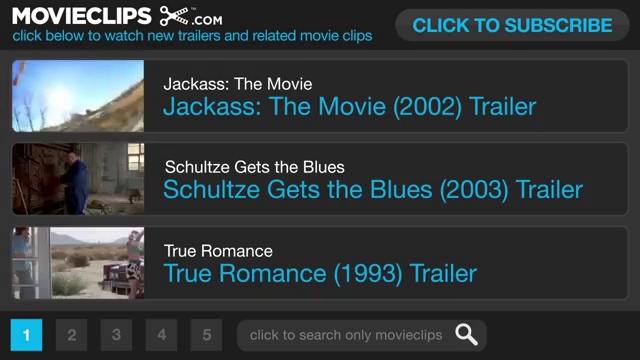 MOVIECLIPS .COM
click below to watch new trailers and related movie clips
CLICK TO SUBSCRIBE
Jackass: The Movie
Jackass: The Movie (2002) Trailer
Schultze Gets the Blues
Schultze Gets the Blues (2003) Trailer
True Romance
True Romance (1993) Trailer
1 2 3 4 5 click to search only movieclips